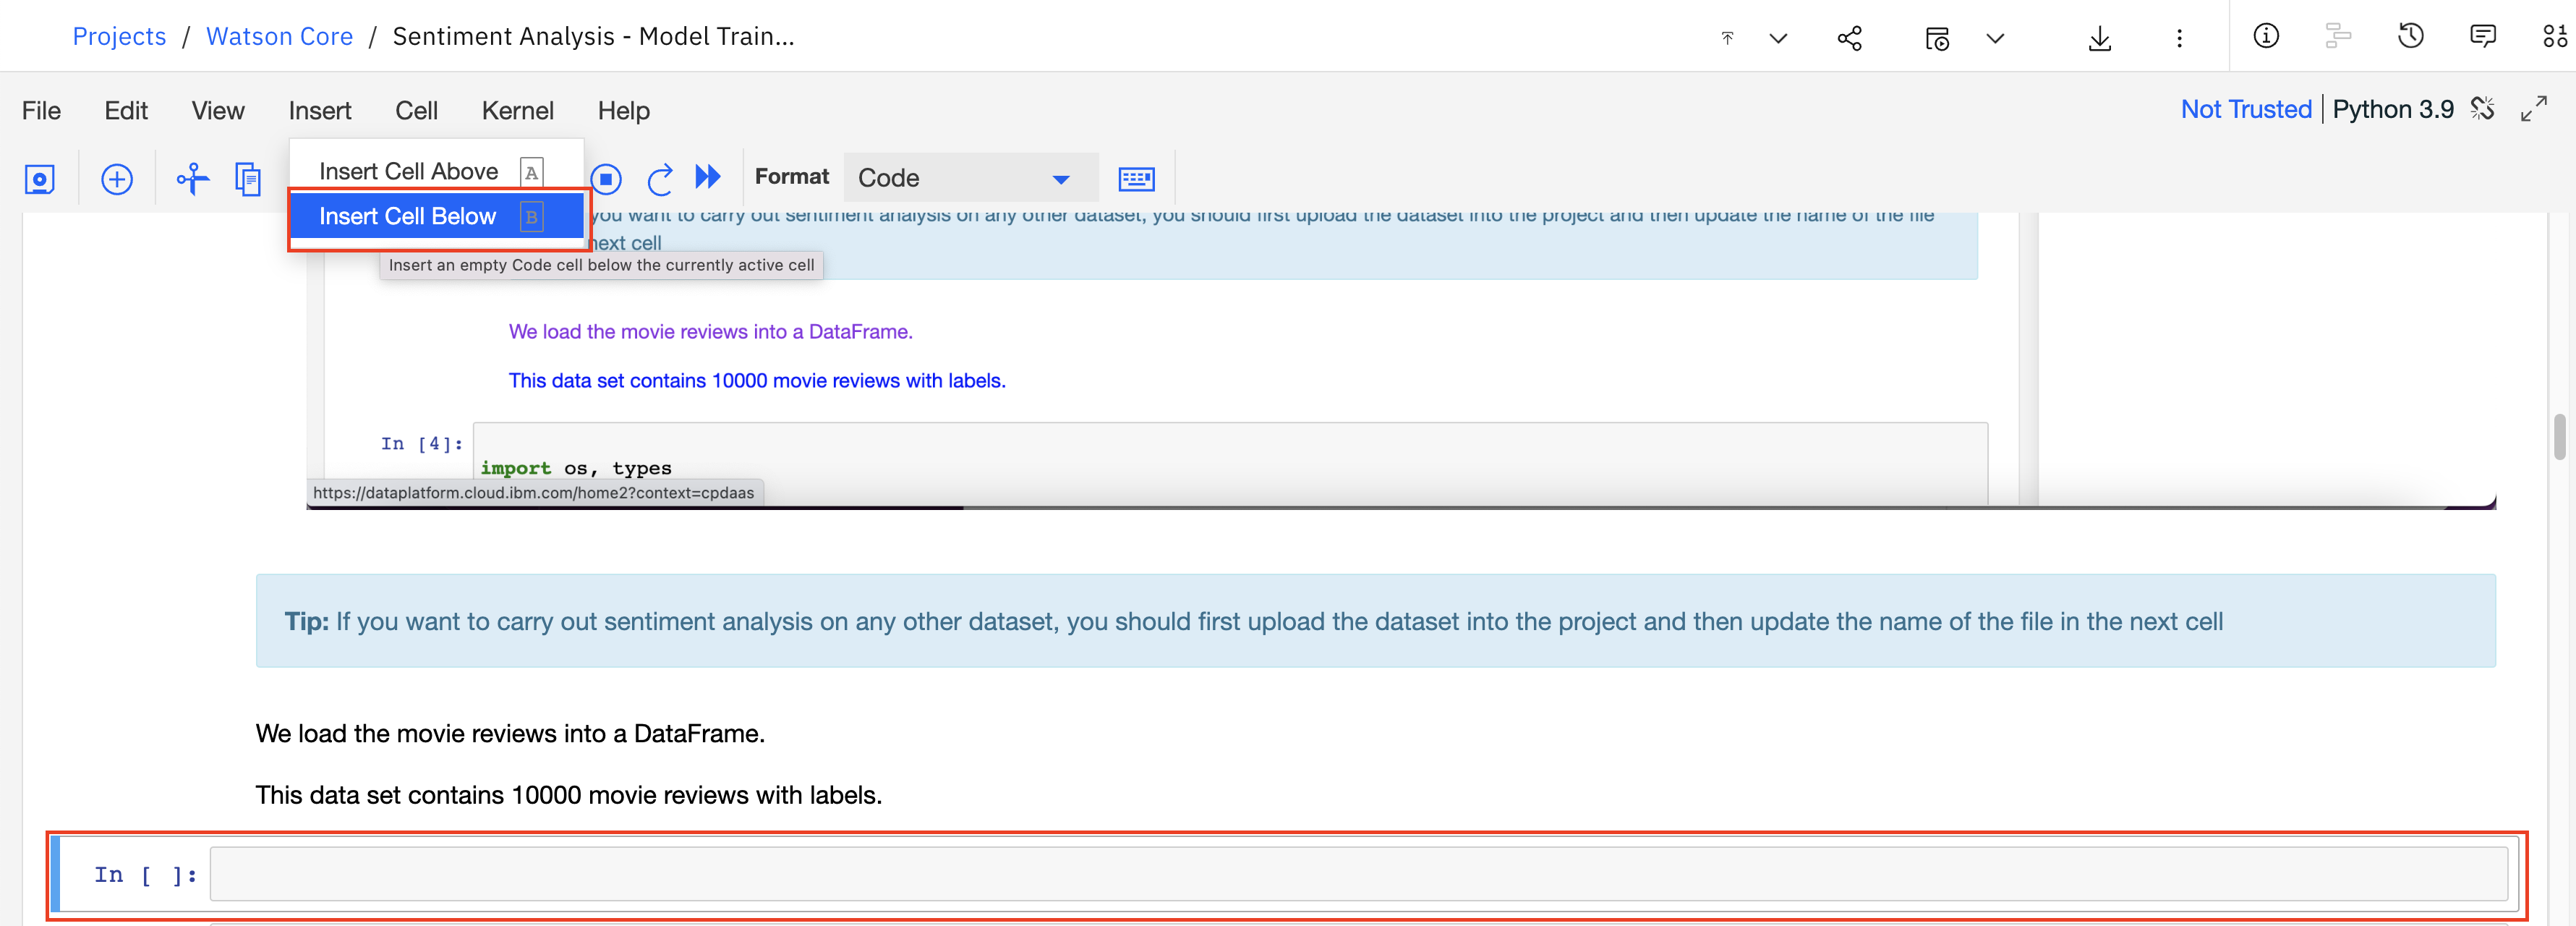 Projects / Watson Core / Sentiment Analysis - Model Train...
File Edit View Insert Cell Kernel Help
Not Trusted | Python 3.9
Insert Cell Above A
Insert Cell Below B
Format Code
you want to carry out sentiment analysis on any other dataset, you should first upload the dataset into the project and then update the name of the file
next cell
Insert an empty Code cell below the currently active cell
We load the movie reviews into a DataFrame.
This data set contains 10000 movie reviews with labels.
In [4]:
import os, types
https://dataplatform.cloud.ibm.com/home2?context=cpdaas
Tip: If you want to carry out sentiment analysis on any other dataset, you should first upload the dataset into the project and then update the name of the file in the next cell
We load the movie reviews into a DataFrame.
This data set contains 10000 movie reviews with labels.
In [ ]: